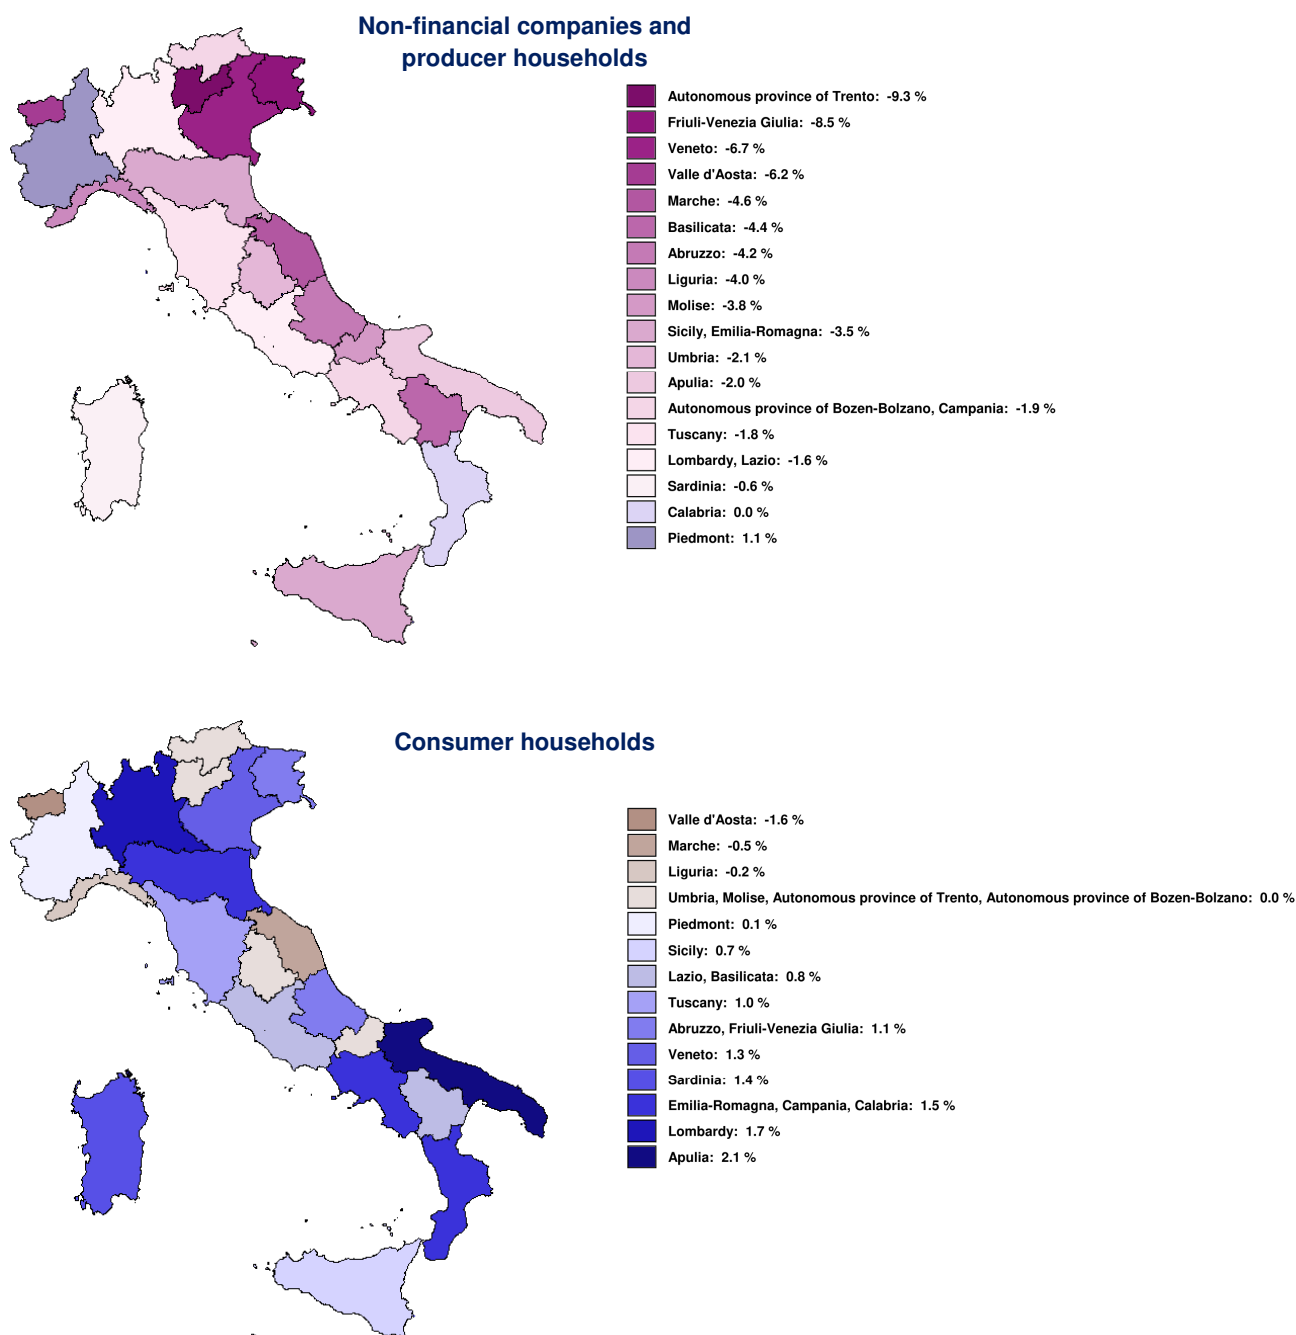 Non-financial companies and
producer households
Autonomous province of Trento: -9.3 %
Friuli-Venezia Giulia: -8.5 %
Veneto: -6.7 %
Valle d'Aosta: -6.2 %
Marche: -4.6 %
Basilicata: -4.4 %
Abruzzo: -4.2 %
Liguria: -4.0 %
Molise: -3.8 %
Sicily, Emilia-Romagna: -3.5 %
Umbria: -2.1 %
Apulia: -2.0 %
Autonomous province of Bozen-Bolzano, Campania: -1.9 %
Tuscany: -1.8 %
Lombardy, Lazio: -1.6 %
Sardinia: -0.6 %
Calabria: 0.0 %
Piedmont: 1.1 %
Consumer households
Valle d'Aosta: -1.6 %
Marche: -0.5 %
Liguria: -0.2 %
Umbria, Molise, Autonomous province of Trento, Autonomous province of Bozen-Bolzano: 0.0 %
Piedmont: 0.1 %
Sicily: 0.7 %
Lazio, Basilicata: 0.8 %
Tuscany: 1.0 %
Abruzzo, Friuli-Venezia Giulia: 1.1 %
Veneto: 1.3 %
Sardinia: 1.4 %
Emilia-Romagna, Campania, Calabria: 1.5 %
Lombardy: 1.7 %
Apulia: 2.1 %